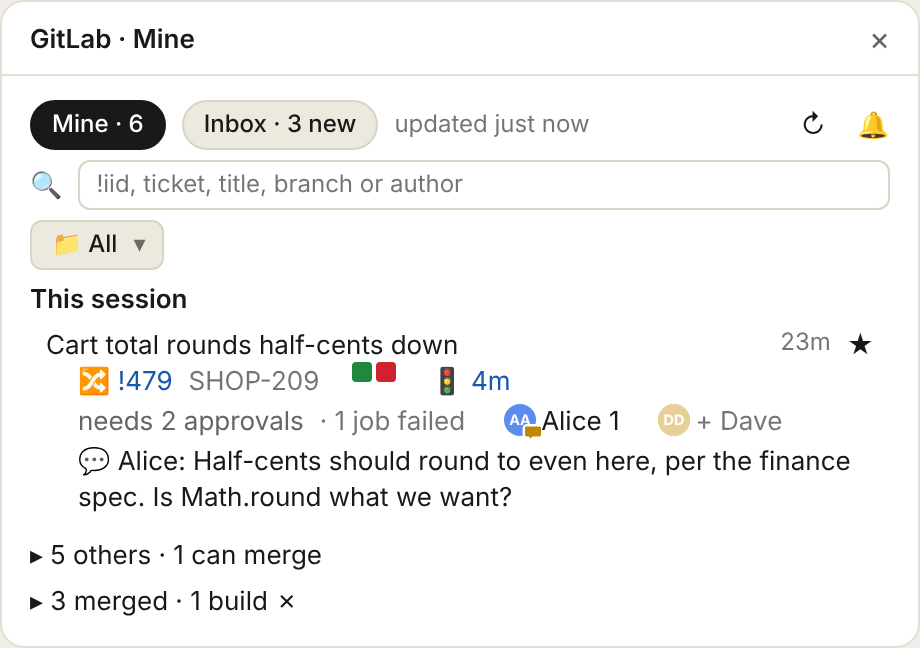 GitLab · Mine ×
Mine · 6 Inbox · 3 new updated just now
!iid, ticket, title, branch or author
All
This session
Cart total rounds half-cents down 23m
!479 SHOP-209 4m
needs 2 approvals · 1 job failed AA Alice 1 DD + Dave
Alice: Half-cents should round to even here, per the finance
spec. Is Math.round what we want?
5 others · 1 can merge
3 merged · 1 build ×